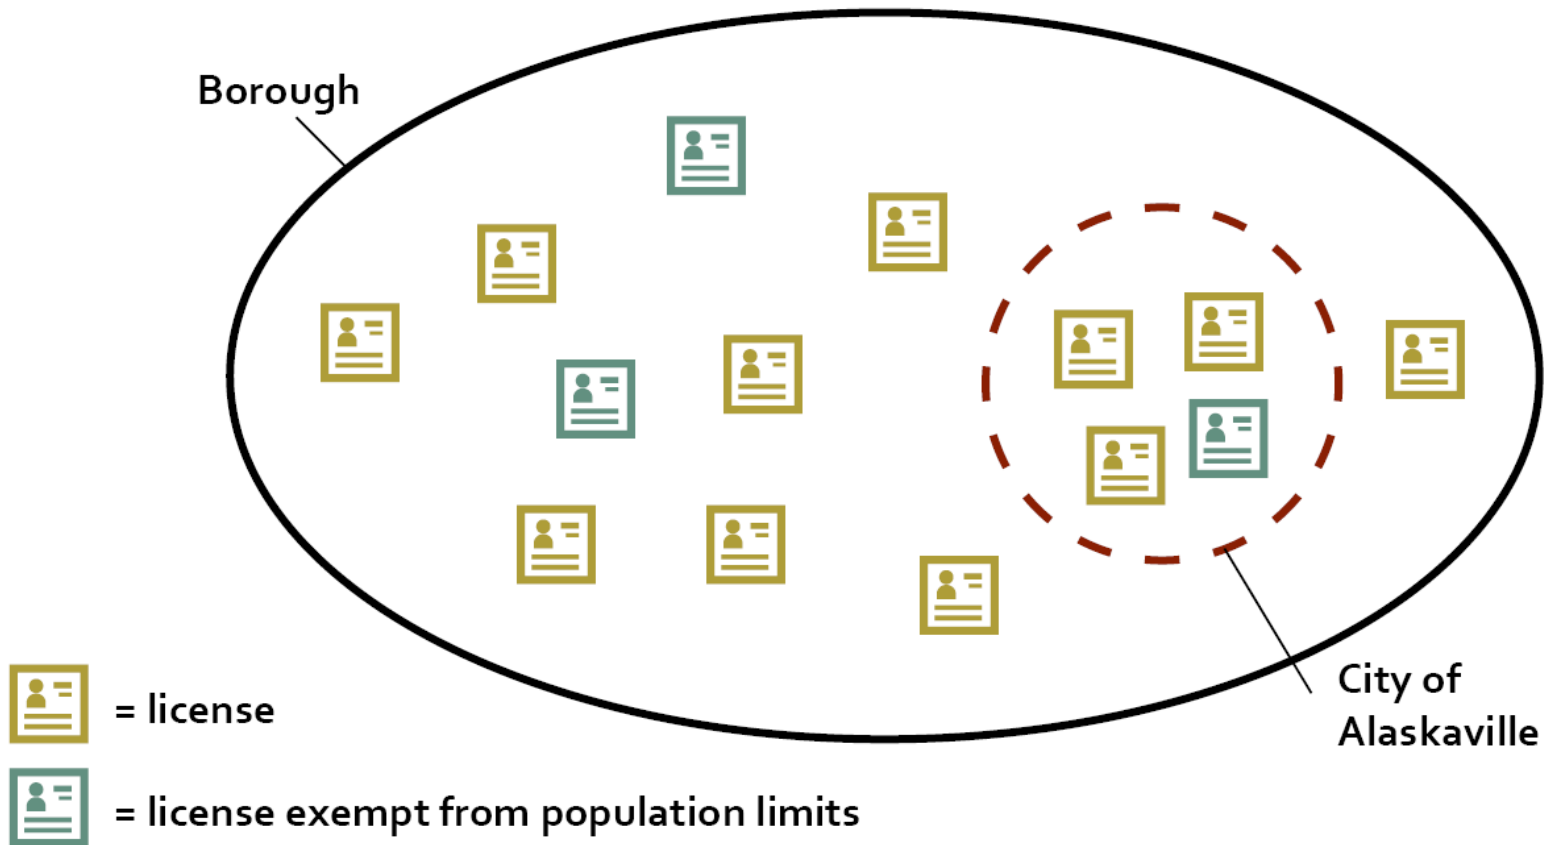 Borough
City of
Alaskaville
= license
= license exempt from population limits